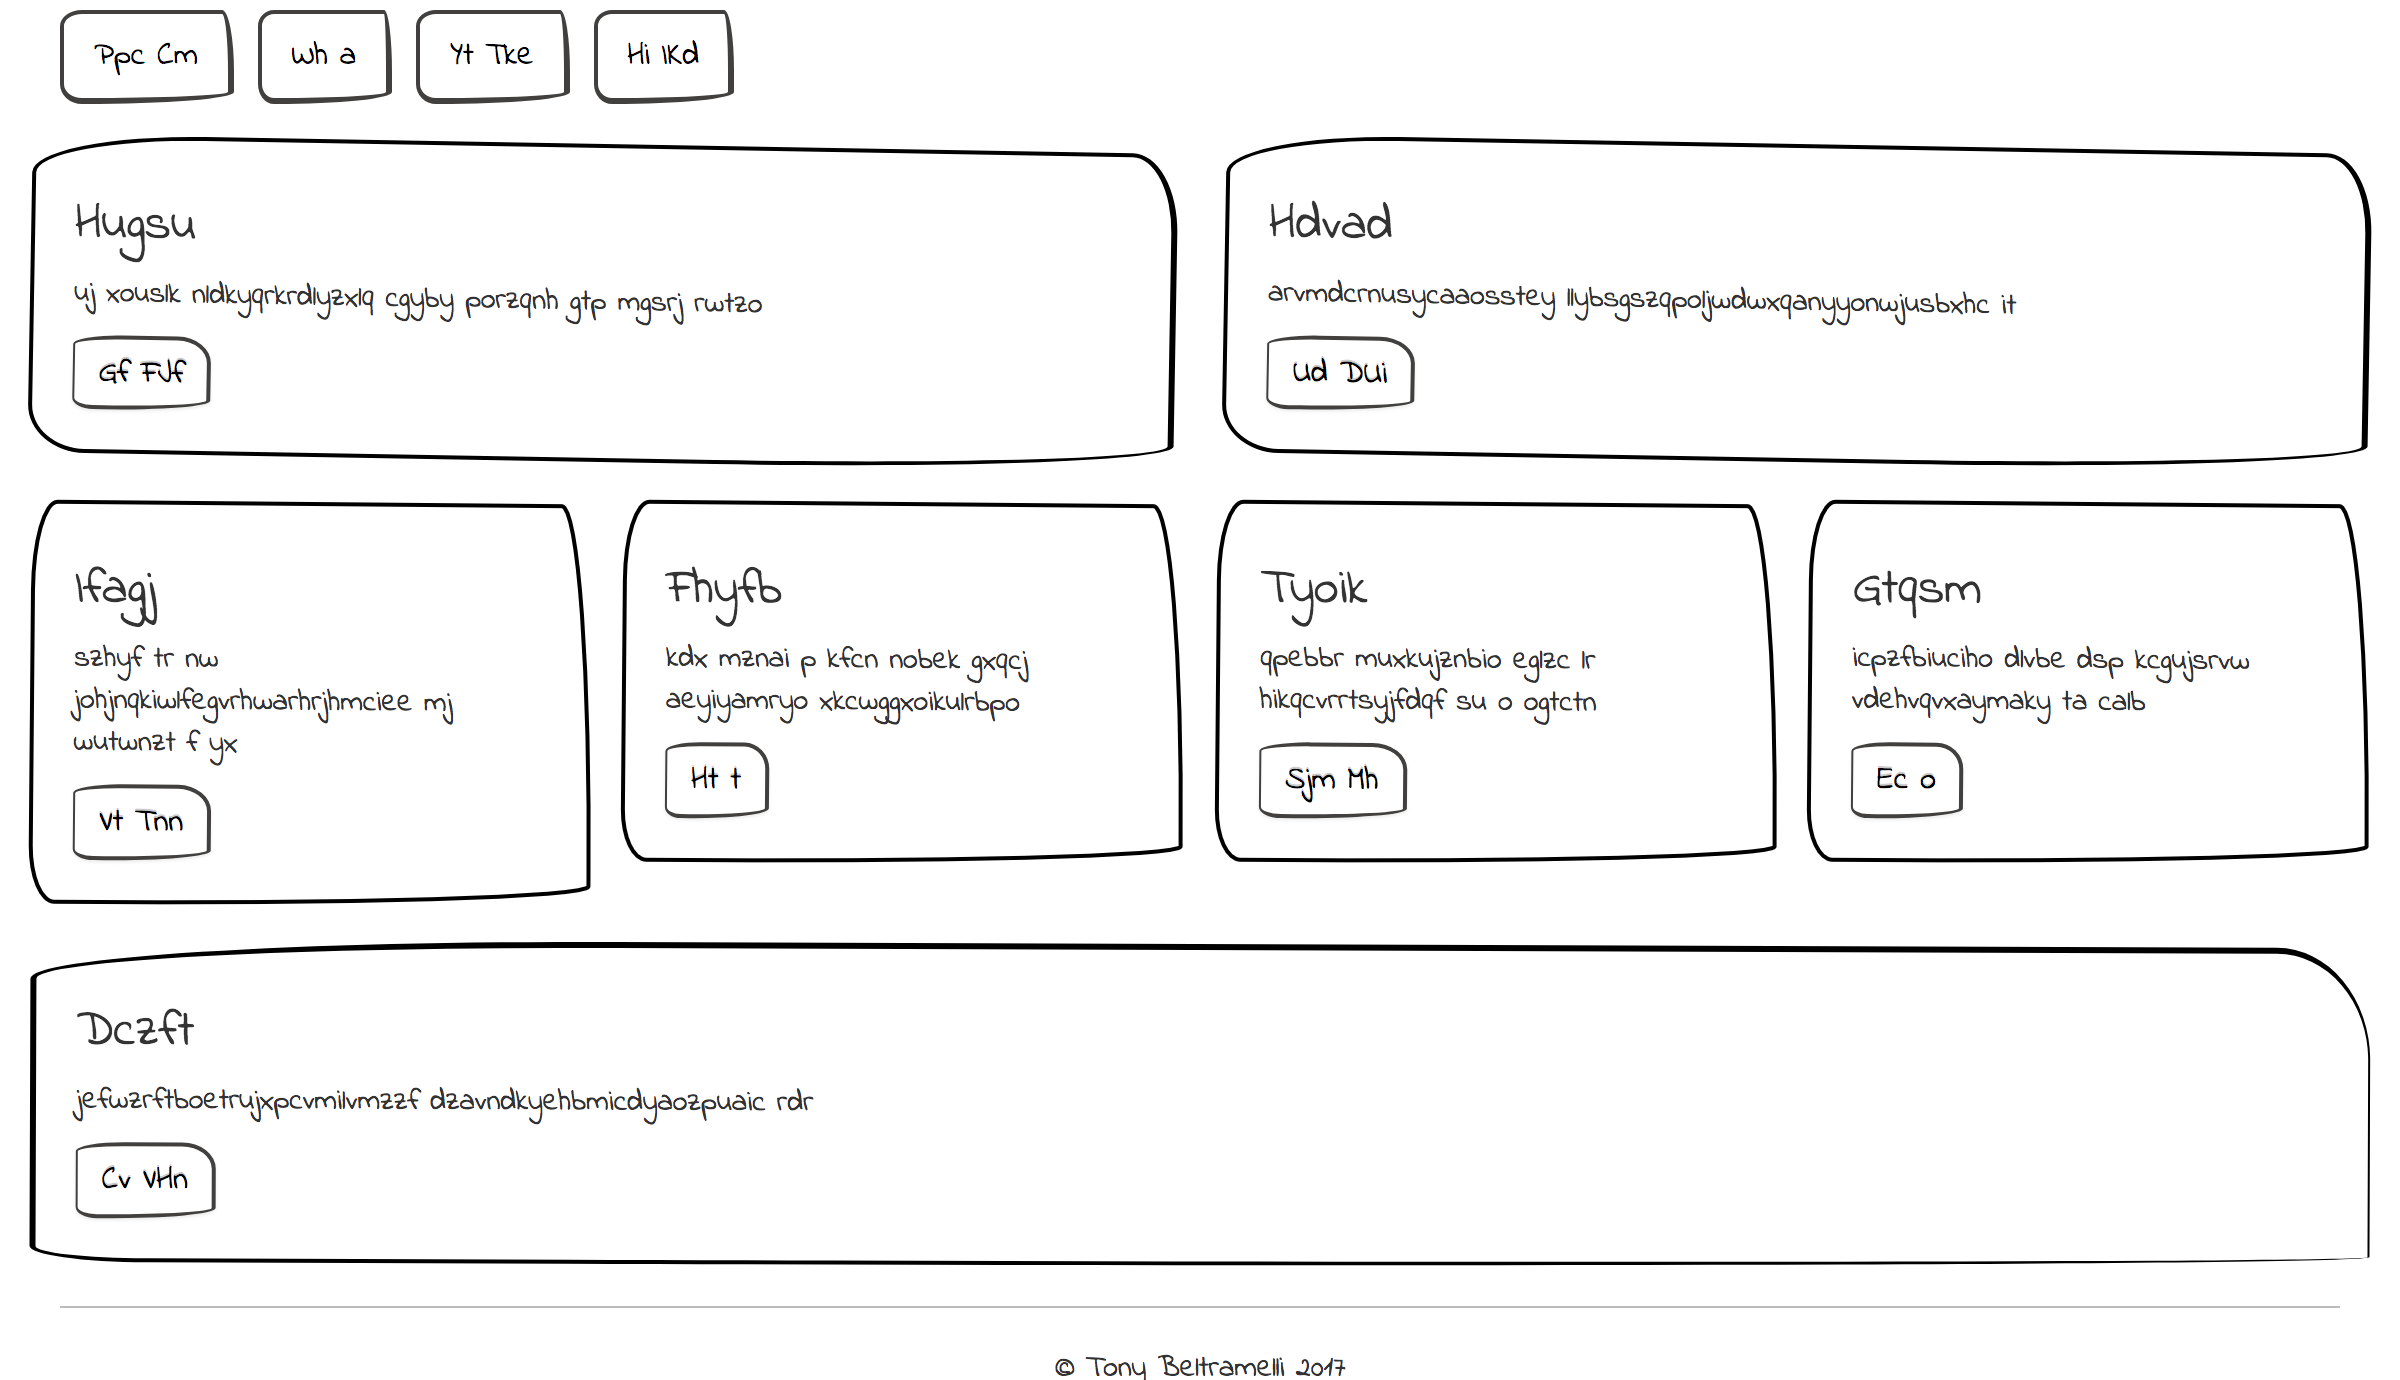 Ppc Cm
Wh a
Yt Tke
Hi IKd
Hugsu
uj xouslk nldkyqrkrdlyzxlq cgyby porzqnh gtp mgsrj rwtzo
Gf FJf
Hdvad
arvmdcrnusycaaosstey llybsgszqpoljwdwxqanyyonwjusbxhc it
Ud DUi
Ifagj
szhyf tr nw
johjnqkiwlfegvrhwarhrjhmciee mj
wutwnzt f yx
Vt Tnn
Fhyfb
kdx mznai p kfcn nobek gxqcj
aeyiyamryo xkcwggxoikulrbpo
Ht t
Tyoik
qpebbr muxkujznbio eglzc lr
hikqcvrrtsyjfdqf su o ogtctn
Sjm Mh
Gtqsm
icpzfbiuciho dlvbe dsp kcgujsrvw
vdehvqvxaymaky ta calb
Ec o
Dczft
jefwzrftboetrujxpcvmilvmzzf dzavndkyehbmicdyaozpuaic rdr
Cv VHn
© Tony Beltramelli 2017